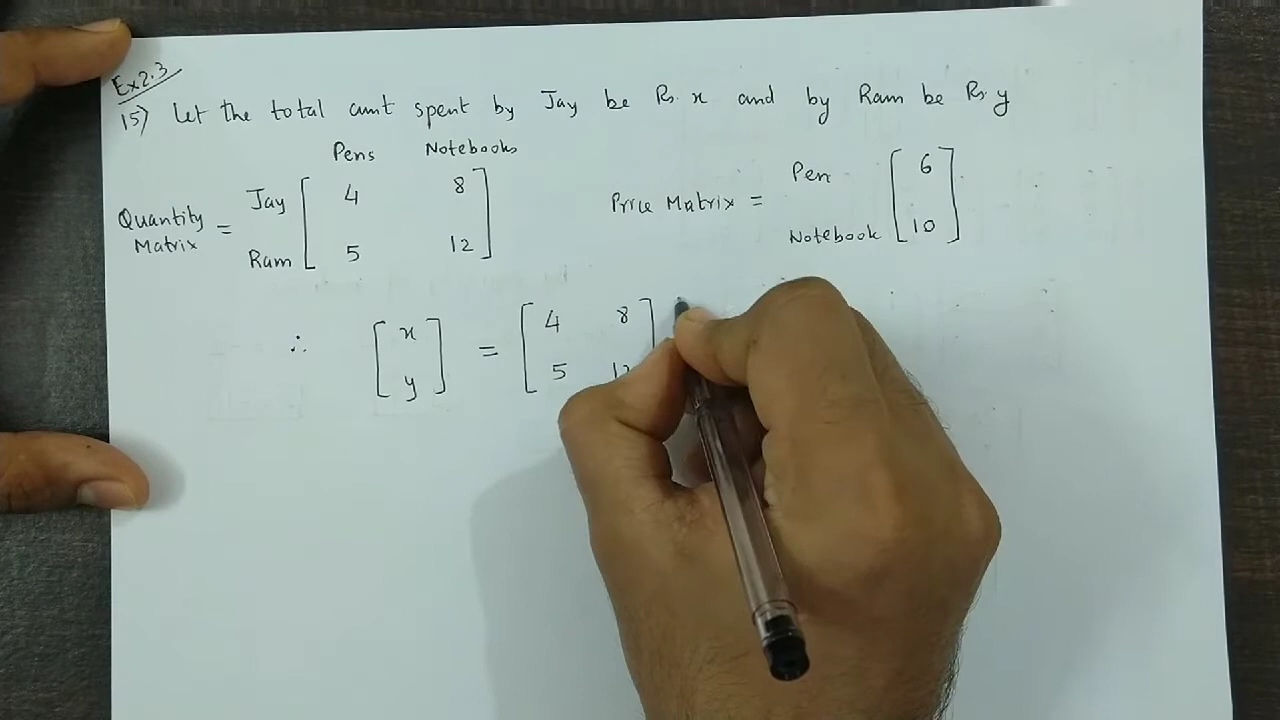 Ex 2.3
15) Let the total amt spent by Jay be Rs. x and by Ram be Rs. y
Pens Notebooks
Quantity Matrix = Jay [ 4 8 ] Price Matrix = Pen [ 6 ]
Ram [ 5 12 ] Notebook [ 10 ]
∴ [ x ] = [ 4 8 ]
[ y ] [ 5